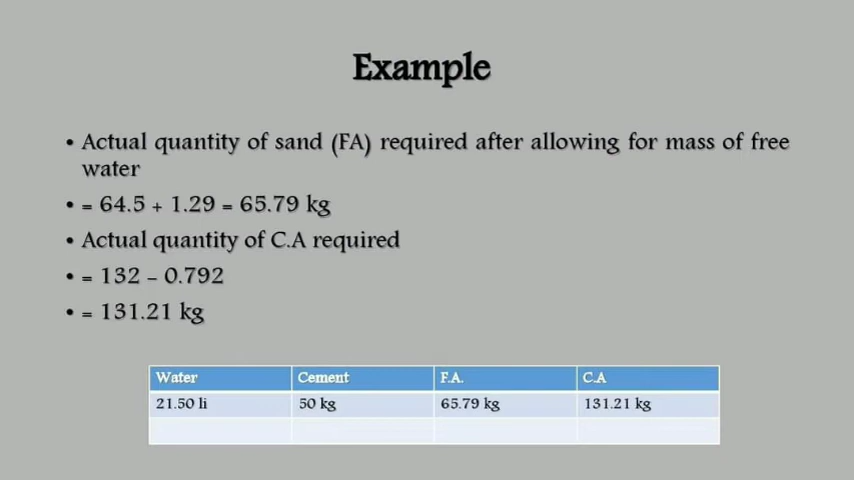 Example
• Actual quantity of sand (FA) required after allowing for mass of free
water
• = 64.5 + 1.29 = 65.79 kg
• Actual quantity of C.A required
• = 132 – 0.792
• = 131.21 kg
Water Cement F.A. C.A
21.50 li 50 kg 65.79 kg 131.21 kg